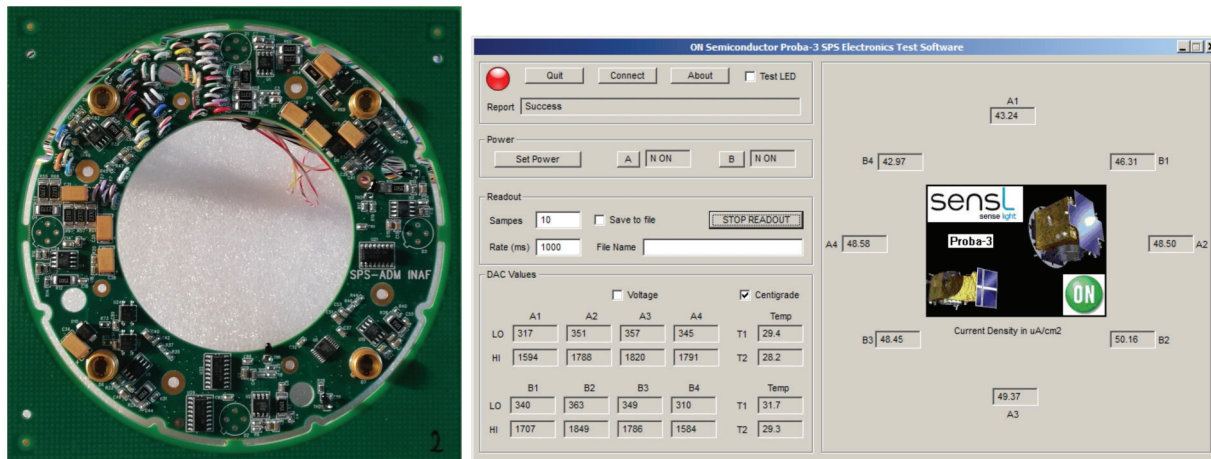 SPS-ADM INAF
2
ON Semiconductor Proba-3 SPS Electronics Test Software
Quit Connect About Test LED
Report Success
Power
Set Power A N ON B N ON
Readout
Sampes 10 Save to file STOP READOUT
Rate (ms) 1000 File Name
DAC Values
Voltage Centigrade
A1 A2 A3 A4 Temp
LO 317 351 357 345 T1 29.4
HI 1594 1788 1820 1791 T2 28.2
B1 B2 B3 B4 Temp
LO 340 363 349 310 T1 31.7
HI 1707 1849 1786 1584 T2 29.3
A1
43.24
B4 42.97 46.31 B1
sensL
sense light
Proba-3
ON
A4 48.58 48.50 A2
Current Density in uA/cm2
B3 48.45 50.16 B2
49.37
A3